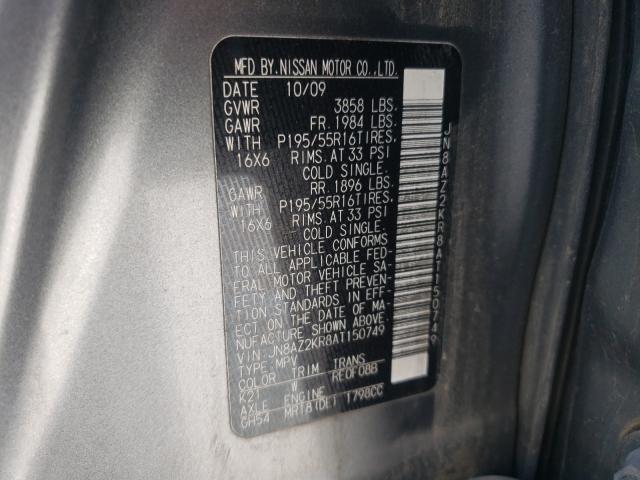 MFD BY.NISSAN MOTOR CO.,LTD.
DATE 10/09
GVWR 3858 LBS.
GAWR FR. 1984 LBS.
WITH P195/55R16TIRES.
16X6 RIMS. AT 33 PSI
COLD SINGLE.
GAWR RR. 1896 LBS.
WITH P195/55R16TIRES.
16X6 RIMS. AT 33 PSI
COLD SINGLE.
THIS VEHICLE CONFORMS
TO ALL APPLICABLE FED-
ERAL MOTOR VEHICLE SA-
FETY AND THEFT PREVEN-
TION STANDARDS IN EFF-
ECT ON THE DATE OF MA-
NUFACTURE SHOWN ABOVE.
VIN:JN8AZ2KR8AT150749
TYPE:MPV
COLOR TRIM TRANS
K21 W RE0F08B
AXLE ENGINE
GH54 MR18(DE) 1798CC
JN8AZ2KR8AT150749